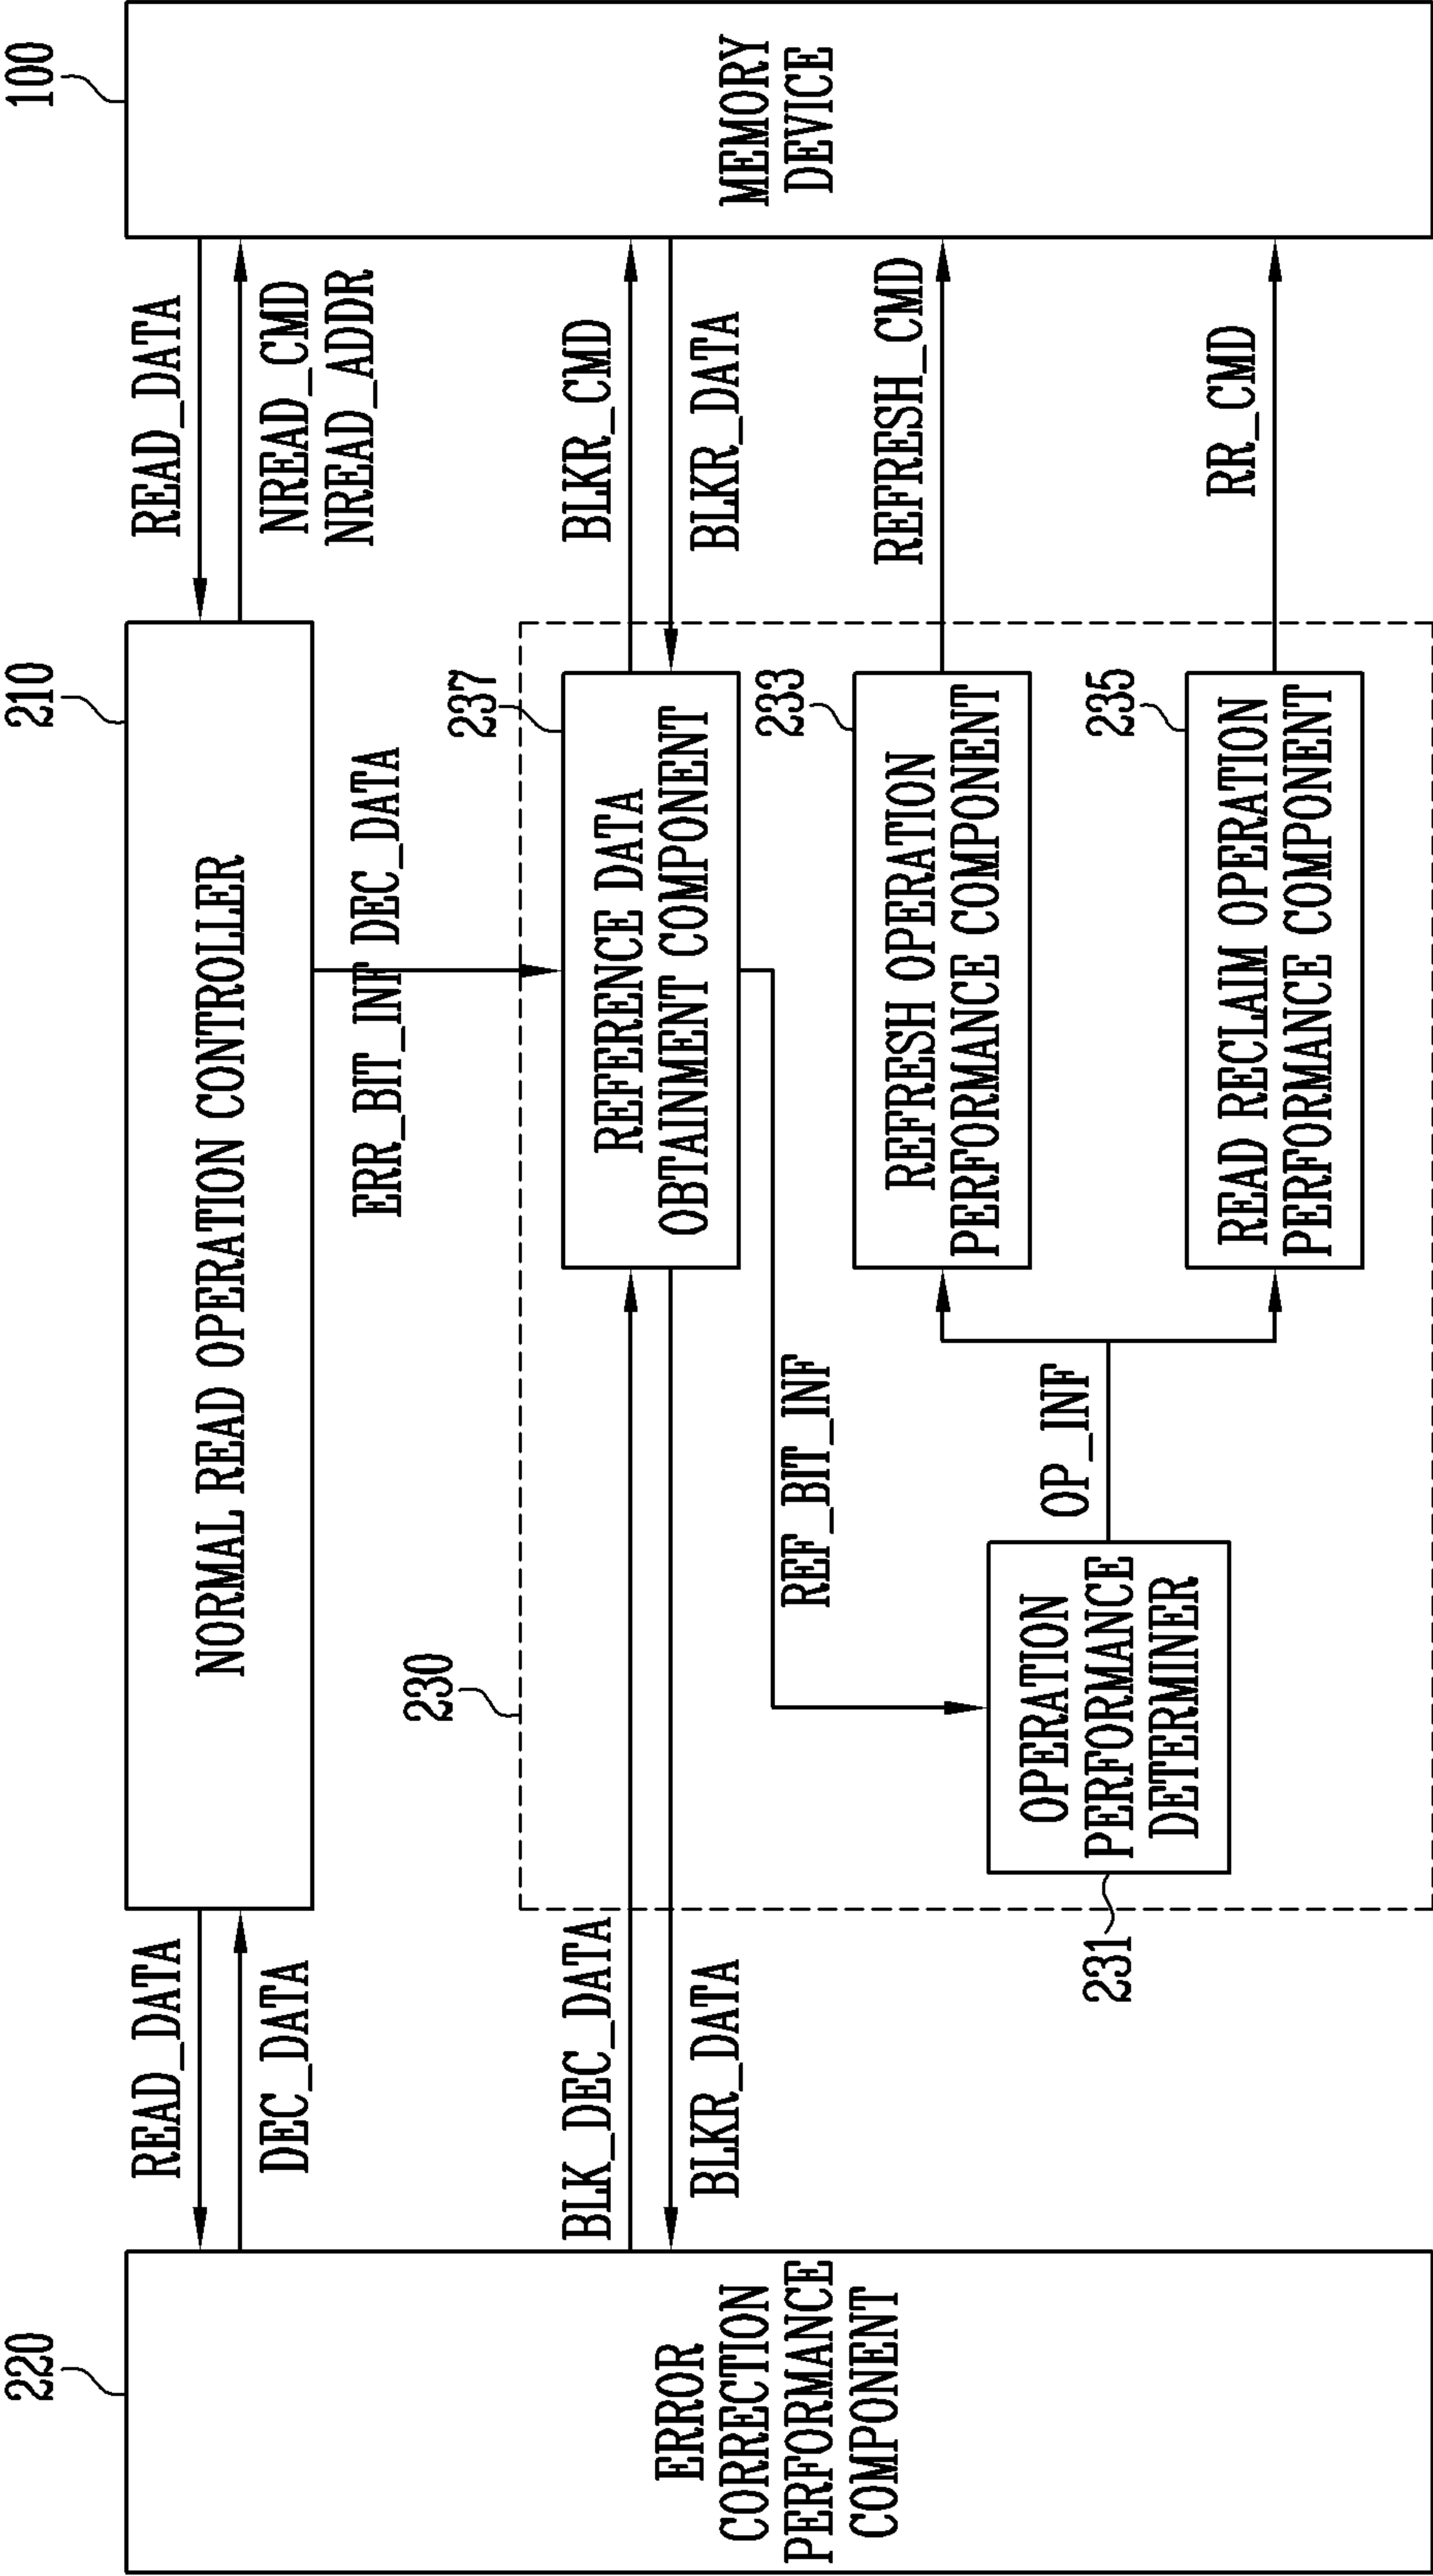 220
ERROR
CORRECTION
PERFORMANCE
COMPONENT
READ_DATA
DEC_DATA
BLK_DEC_DATA
BLKR_DATA
210
NORMAL READ OPERATION CONTROLLER
ERR_BIT_INF DEC_DATA
230
237
REFERENCE DATA
OBTAINMENT COMPONENT
REF_BIT_INF
231
OPERATION
PERFORMANCE
DETERMINER
OP_INF
233
REFRESH OPERATION
PERFORMANCE COMPONENT
235
READ RECLAIM OPERATION
PERFORMANCE COMPONENT
READ_DATA
NREAD_CMD
NREAD_ADDR
BLKR_CMD
BLKR_DATA
REFRESH_CMD
RR_CMD
100
MEMORY
DEVICE